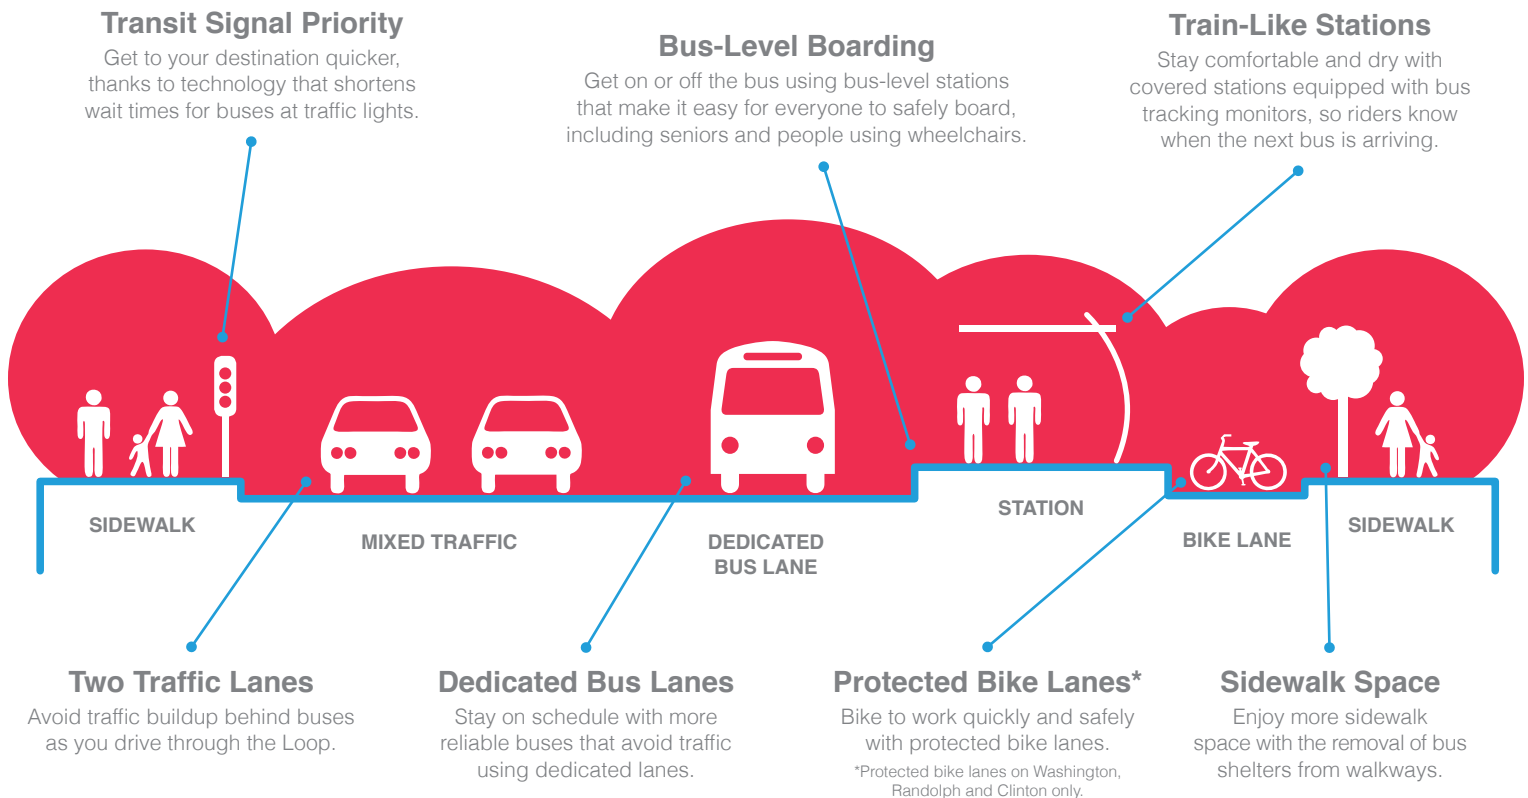 Transit Signal Priority
Get to your destination quicker,
thanks to technology that shortens
wait times for buses at traffic lights.
Bus-Level Boarding
Get on or off the bus using bus-level stations
that make it easy for everyone to safely board,
including seniors and people using wheelchairs.
Train-Like Stations
Stay comfortable and dry with
covered stations equipped with bus
tracking monitors, so riders know
when the next bus is arriving.
SIDEWALK
MIXED TRAFFIC
DEDICATED
BUS LANE
STATION
BIKE LANE
SIDEWALK
Two Traffic Lanes
Avoid traffic buildup behind buses
as you drive through the Loop.
Dedicated Bus Lanes
Stay on schedule with more
reliable buses that avoid traffic
using dedicated lanes.
Protected Bike Lanes*
Bike to work quickly and safely
with protected bike lanes.
*Protected bike lanes on Washington,
Randolph and Clinton only.
Sidewalk Space
Enjoy more sidewalk
space with the removal of bus
shelters from walkways.